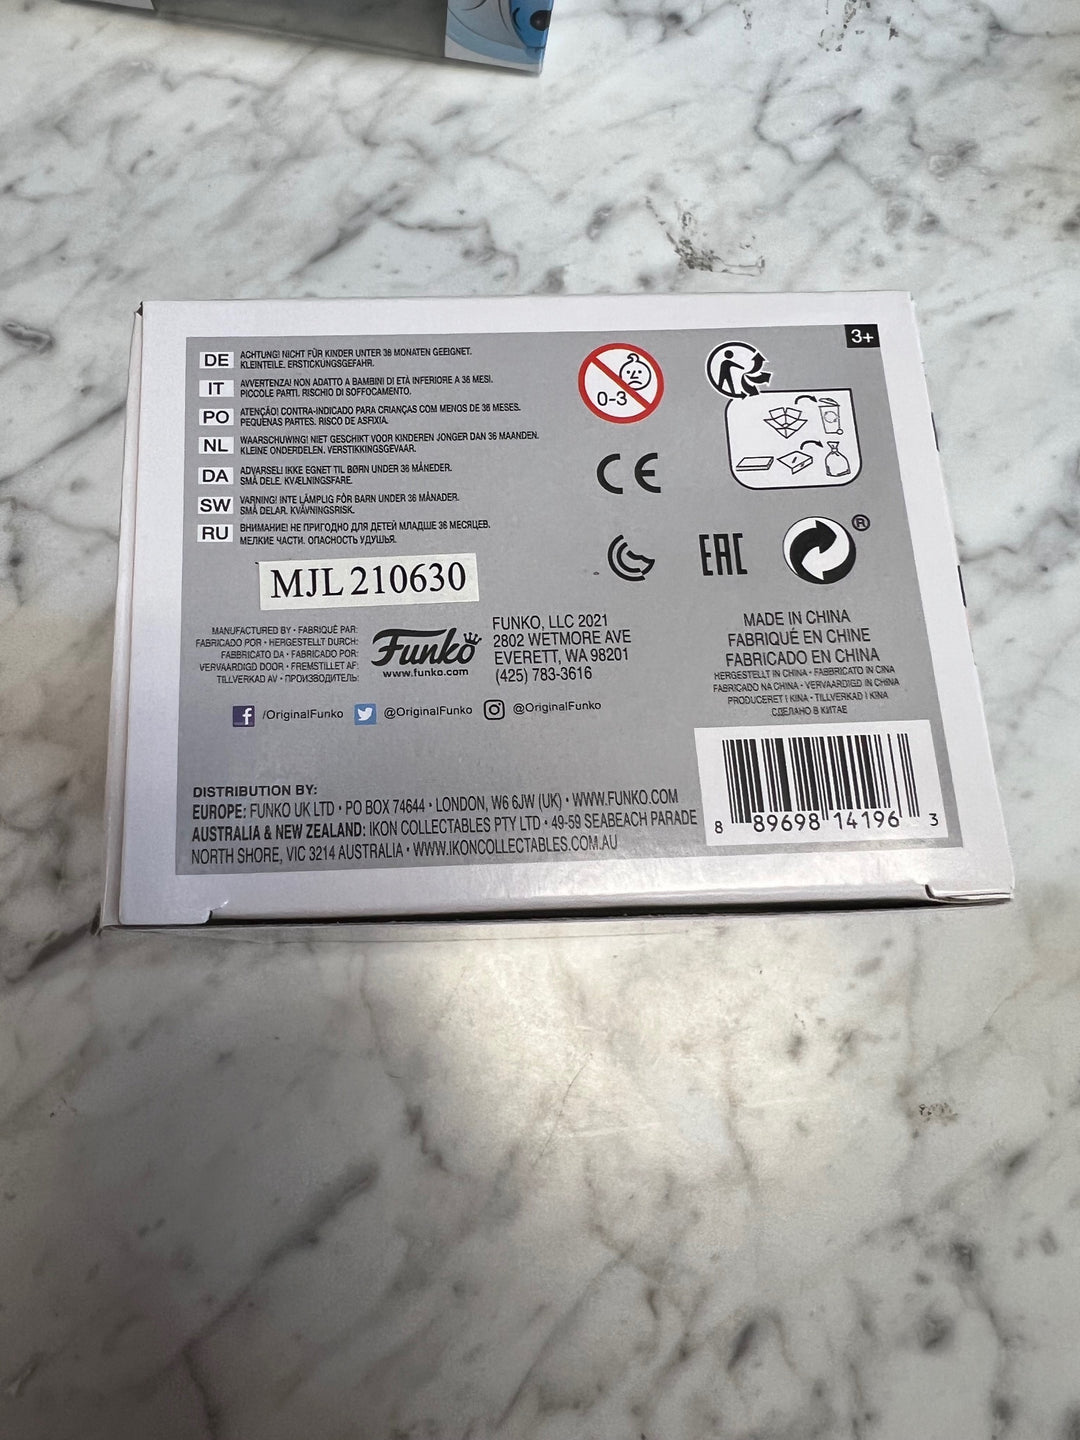 3+
DE ACHTUNG! NICHT FÜR KINDER UNTER 36 MONATEN GEEIGNET.
KLEINTEILE. ERSTICKUNGSGEFAHR.
IT AVVERTENZA! NON ADATTO A BAMBINI DI ETÀ INFERIORE A 36 MESI.
PICCOLE PARTI. RISCHIO DI SOFFOCAMENTO.
PO ATENÇÃO! CONTRA-INDICADO PARA CRIANÇAS COM MENOS DE 36 MESES.
PEQUENAS PARTES. RISCO DE ASFIXIA.
NL WAARSCHUWING! NIET GESCHIKT VOOR KINDEREN JONGER DAN 36 MAANDEN.
KLEINE ONDERDELEN. VERSTIKKINGSGEVAAR.
DA ADVARSEL! IKKE EGNET TIL BØRN UNDER 36 MÅNEDER.
SMÅ DELE. KVÆLNINGSFARE.
SW VARNING! INTE LÄMPLIG FÖR BARN UNDER 36 MÅNADER.
SMÅ DELAR. KVÄVNINGSRISK.
RU ВНИМАНИЕ! НЕ ПРИГОДНО ДЛЯ ДЕТЕЙ МЛАДШЕ 36 МЕСЯЦЕВ.
МЕЛКИЕ ЧАСТИ. ОПАСНОСТЬ УДУШЬЯ.
0-3
CE
EAC
®
MJL 210630
MANUFACTURED BY • FABRIQUÉ PAR:
FABRICADO POR • HERGESTELLT DURCH:
FABBRICATO DA • FABRICADO POR:
VERVAARDIGD DOOR • FREMSTILLET AF:
TILLVERKAD AV • ПРОИЗВОДИТЕЛЬ:
Funko
www.funko.com
FUNKO, LLC 2021
2802 WETMORE AVE
EVERETT, WA 98201
(425) 783-3616
MADE IN CHINA
FABRIQUÉ EN CHINE
FABRICADO EN CHINA
HERGESTELLT IN CHINA • FABBRICATO IN CINA
FABRICADO NA CHINA • VERVAARDIGD IN CHINA
PRODUCERET I KINA • TILLVERKAD I KINA
СДЕЛАНО В КИТАЕ
f /OriginalFunko @OriginalFunko @OriginalFunko
DISTRIBUTION BY:
EUROPE: FUNKO UK LTD • PO BOX 74644 • LONDON, W6 6JW (UK) • WWW.FUNKO.COM
AUSTRALIA & NEW ZEALAND: IKON COLLECTABLES PTY LTD • 49-59 SEABEACH PARADE
NORTH SHORE, VIC 3214 AUSTRALIA • WWW.IKONCOLLECTABLES.COM.AU
8 89698 14196 3